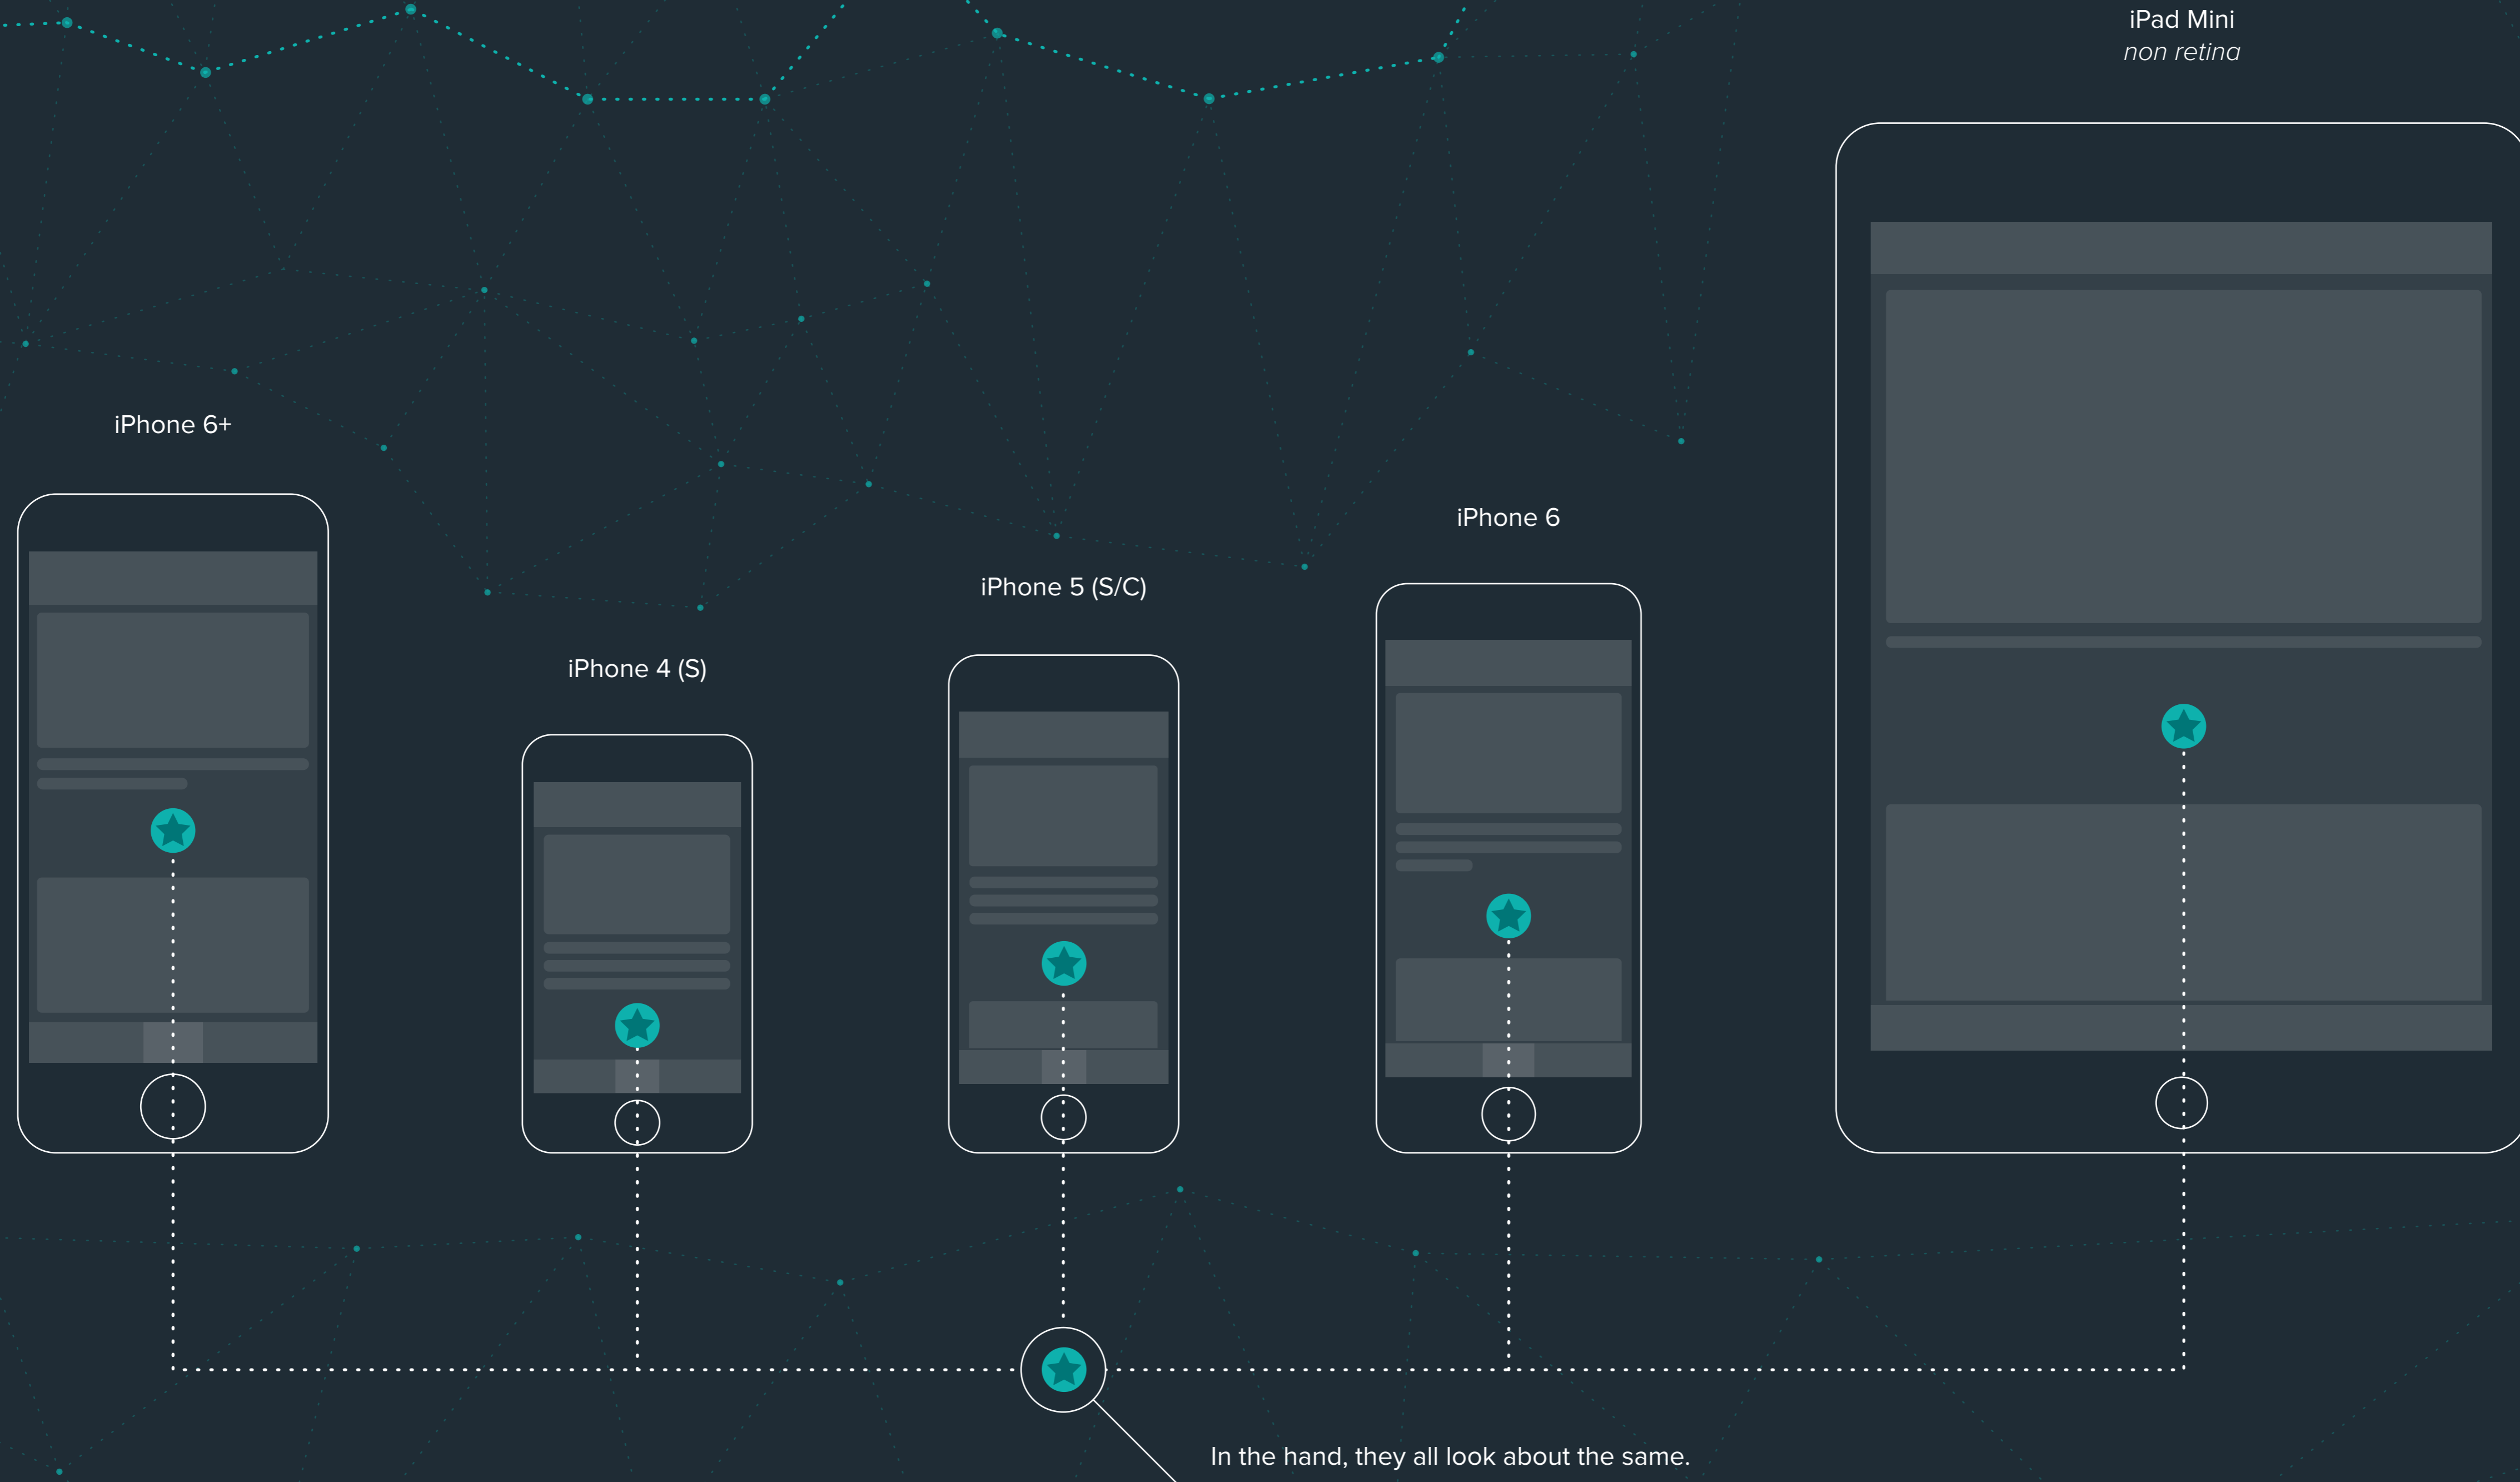 iPad Mini
non retina
iPhone 6+
iPhone 6
iPhone 5 (S/C)
iPhone 4 (S)
In the hand, they all look about the same.